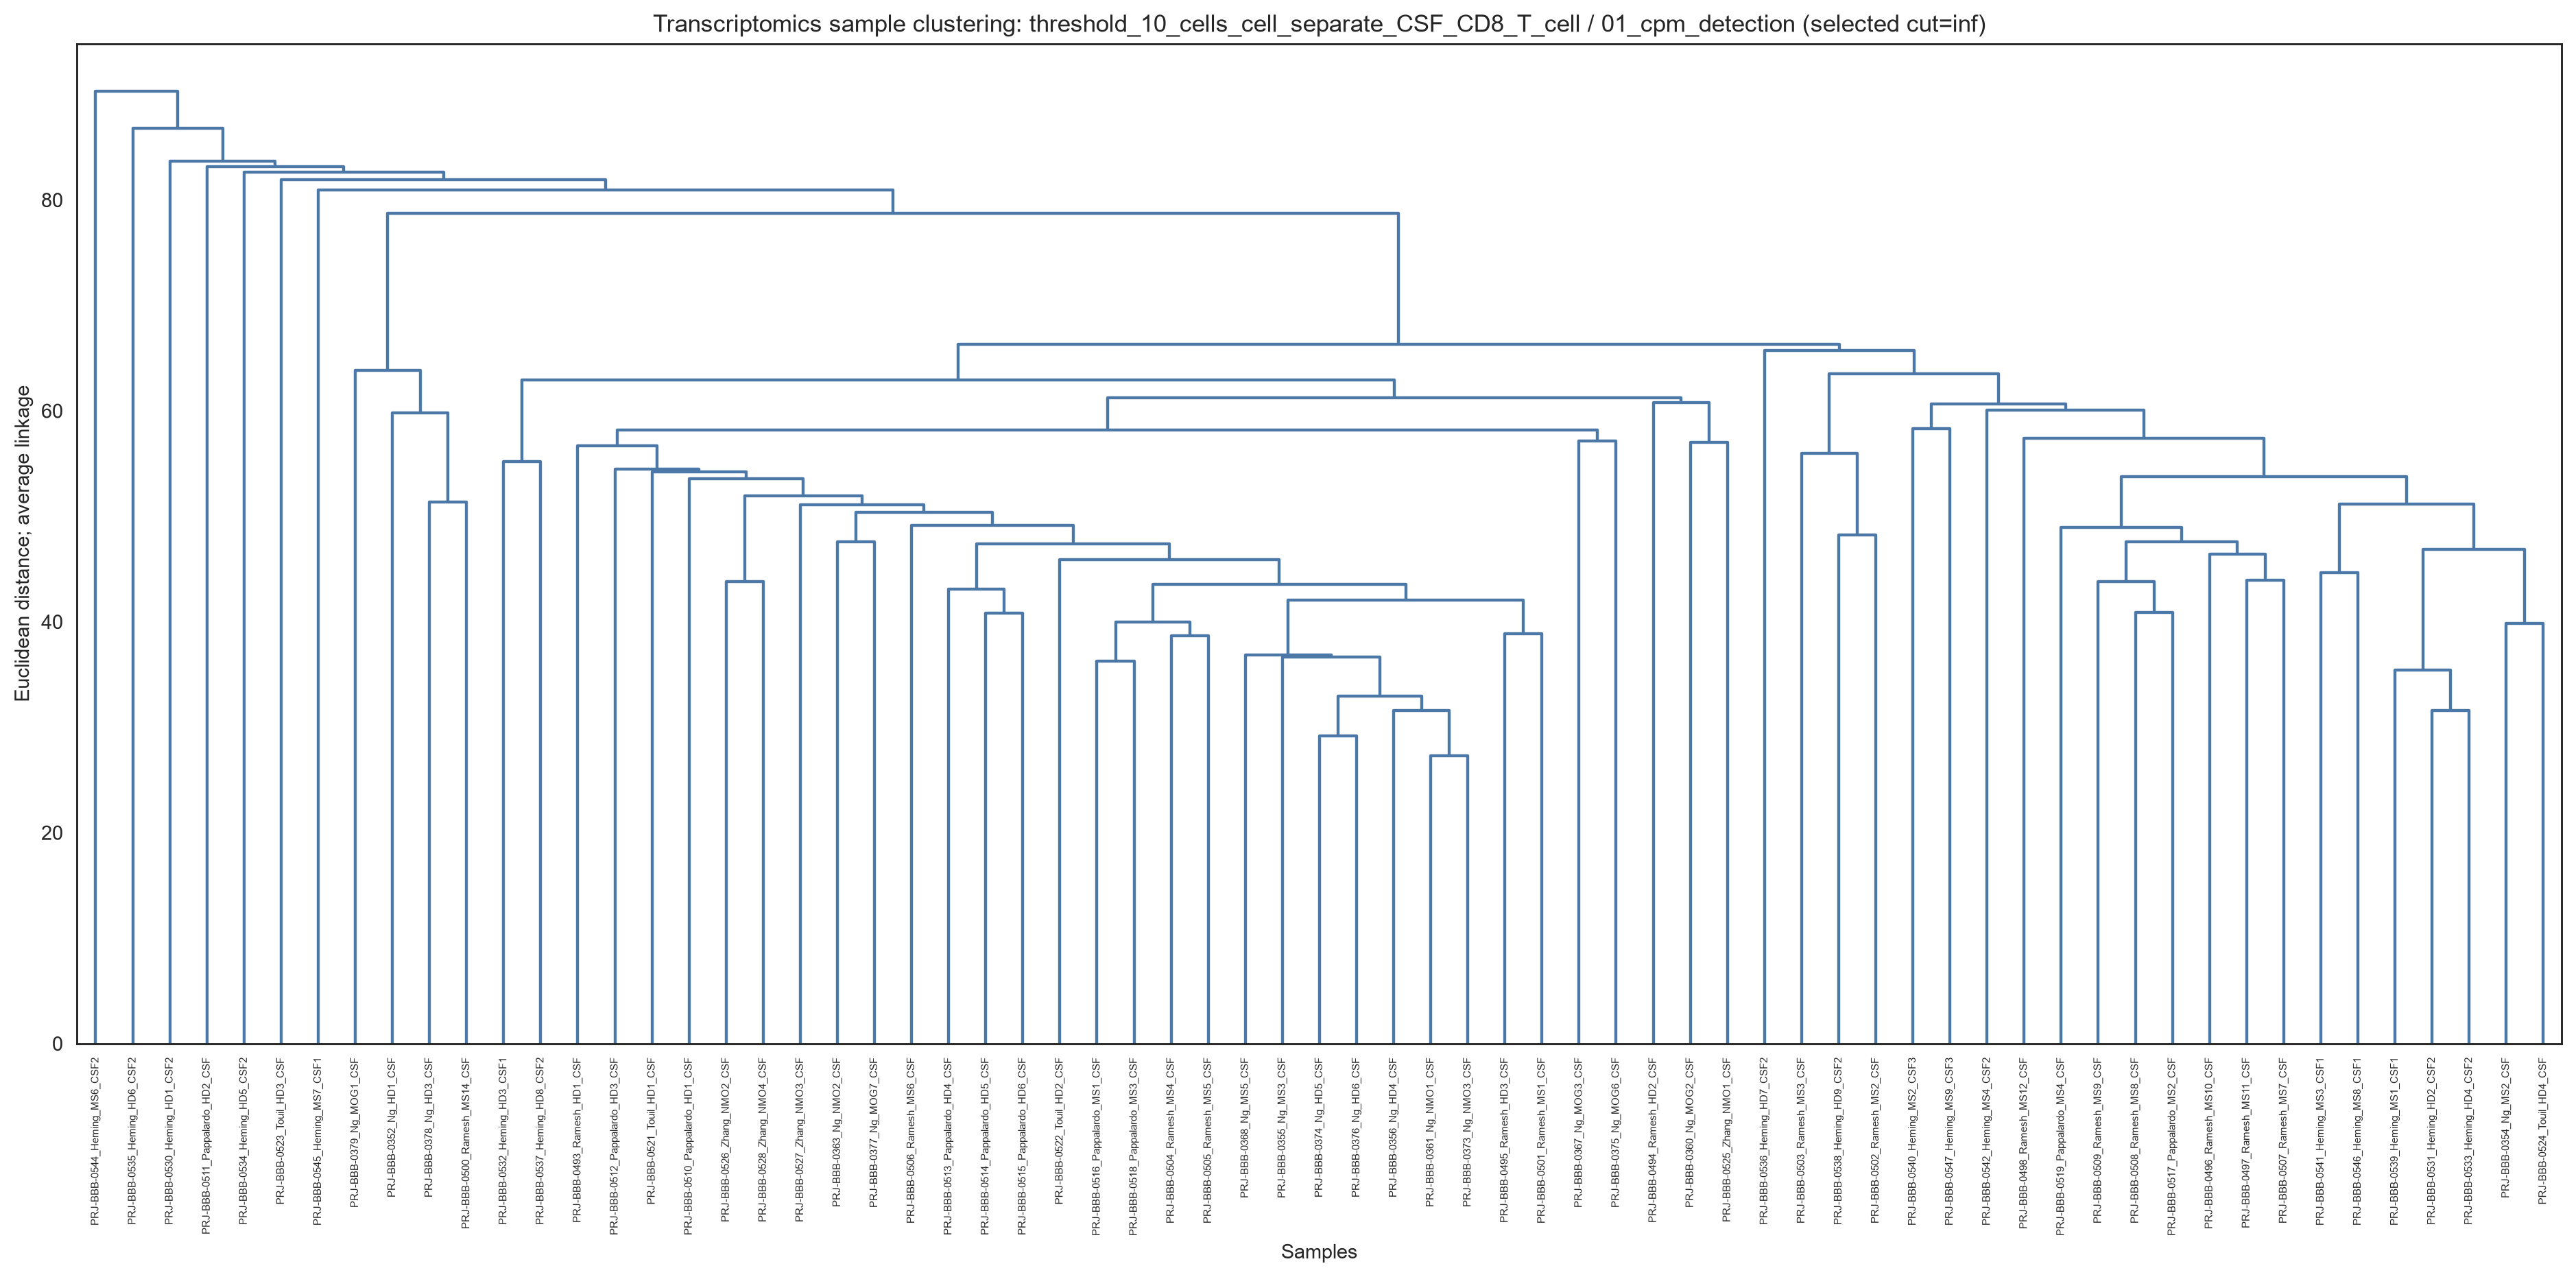 Transcriptomics sample clustering: threshold_10_cells_cell_separate_CSF_CD8_T_cell / 01_cpm_detection (selected cut=inf)
Euclidean distance; average linkage
80
60
40
20
0
PRJ-BBB-0544_Heming_MS6_CSF2
PRJ-BBB-0535_Heming_HD6_CSF2
PRJ-BBB-0530_Heming_HD1_CSF2
PRJ-BBB-0511_Pappalardo_HD2_CSF
PRJ-BBB-0534_Heming_HD5_CSF2
PRJ-BBB-0523_Touil_HD3_CSF
PRJ-BBB-0545_Heming_MS7_CSF1
PRJ-BBB-0379_Ng_MOG1_CSF
PRJ-BBB-0352_Ng_HD1_CSF
PRJ-BBB-0378_Ng_HD3_CSF
PRJ-BBB-0500_Ramesh_MS14_CSF
PRJ-BBB-0532_Heming_HD3_CSF1
PRJ-BBB-0537_Heming_HD8_CSF2
PRJ-BBB-0493_Ramesh_HD1_CSF
PRJ-BBB-0512_Pappalardo_HD3_CSF
PRJ-BBB-0521_Touil_HD1_CSF
PRJ-BBB-0510_Pappalardo_HD1_CSF
PRJ-BBB-0526_Zhang_NMO2_CSF
PRJ-BBB-0528_Zhang_NMO4_CSF
PRJ-BBB-0527_Zhang_NMO3_CSF
PRJ-BBB-0363_Ng_NMO2_CSF
PRJ-BBB-0377_Ng_MOG7_CSF
PRJ-BBB-0506_Ramesh_MS6_CSF
PRJ-BBB-0513_Pappalardo_HD4_CSF
PRJ-BBB-0514_Pappalardo_HD5_CSF
PRJ-BBB-0515_Pappalardo_HD6_CSF
PRJ-BBB-0522_Touil_HD2_CSF
PRJ-BBB-0516_Pappalardo_MS1_CSF
PRJ-BBB-0518_Pappalardo_MS3_CSF
PRJ-BBB-0504_Ramesh_MS4_CSF
PRJ-BBB-0505_Ramesh_MS5_CSF
PRJ-BBB-0368_Ng_MS5_CSF
PRJ-BBB-0355_Ng_MS3_CSF
PRJ-BBB-0374_Ng_HD5_CSF
PRJ-BBB-0376_Ng_HD6_CSF
PRJ-BBB-0356_Ng_HD4_CSF
PRJ-BBB-0361_Ng_NMO1_CSF
PRJ-BBB-0373_Ng_NMO3_CSF
PRJ-BBB-0495_Ramesh_HD3_CSF
PRJ-BBB-0501_Ramesh_MS1_CSF
PRJ-BBB-0367_Ng_MOG3_CSF
PRJ-BBB-0375_Ng_MOG6_CSF
PRJ-BBB-0494_Ramesh_HD2_CSF
PRJ-BBB-0360_Ng_MOG2_CSF
PRJ-BBB-0525_Zhang_NMO1_CSF
PRJ-BBB-0536_Heming_HD7_CSF2
PRJ-BBB-0503_Ramesh_MS3_CSF
PRJ-BBB-0538_Heming_HD9_CSF2
PRJ-BBB-0502_Ramesh_MS2_CSF
PRJ-BBB-0540_Heming_MS2_CSF3
PRJ-BBB-0547_Heming_MS9_CSF3
PRJ-BBB-0542_Heming_MS4_CSF2
PRJ-BBB-0498_Ramesh_MS12_CSF
PRJ-BBB-0519_Pappalardo_MS4_CSF
PRJ-BBB-0509_Ramesh_MS9_CSF
PRJ-BBB-0508_Ramesh_MS8_CSF
PRJ-BBB-0517_Pappalardo_MS2_CSF
PRJ-BBB-0496_Ramesh_MS10_CSF
PRJ-BBB-0497_Ramesh_MS11_CSF
PRJ-BBB-0507_Ramesh_MS7_CSF
PRJ-BBB-0541_Heming_MS3_CSF1
PRJ-BBB-0546_Heming_MS8_CSF1
PRJ-BBB-0539_Heming_MS1_CSF1
PRJ-BBB-0531_Heming_HD2_CSF2
PRJ-BBB-0533_Heming_HD4_CSF2
PRJ-BBB-0354_Ng_MS2_CSF
PRJ-BBB-0524_Touil_HD4_CSF
Samples